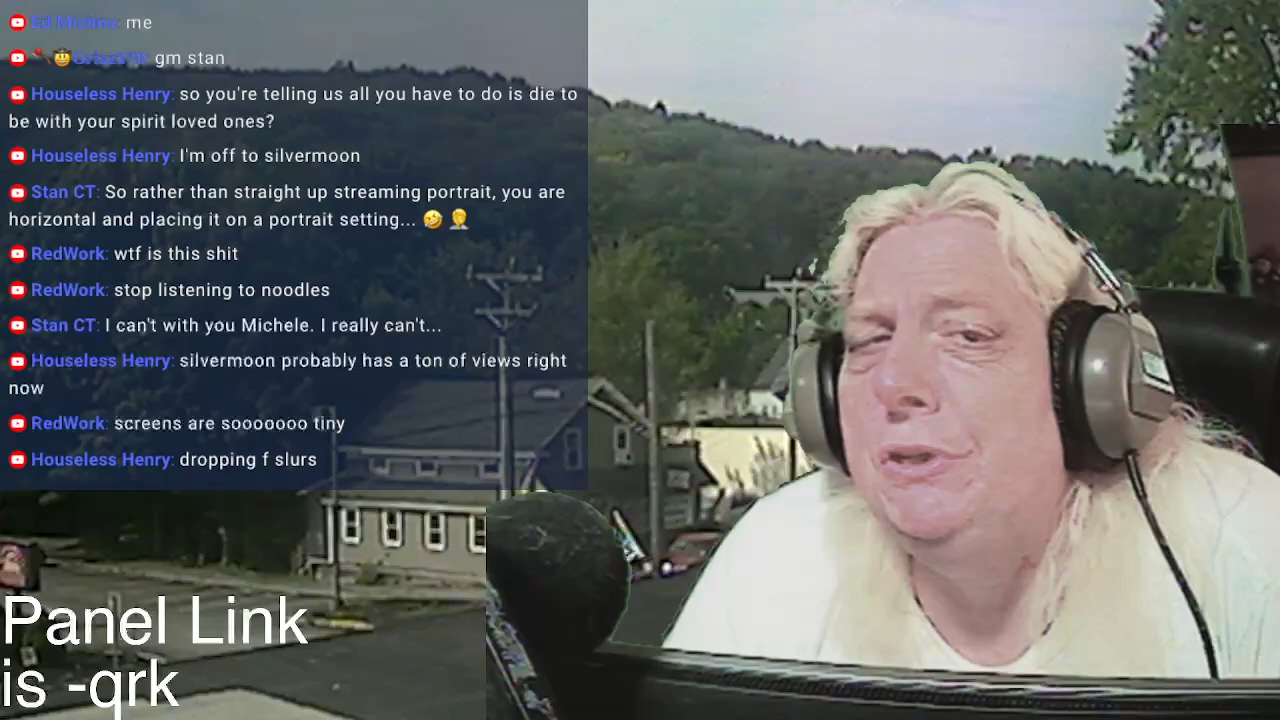 Ed Michne: me
gm stan
Houseless Henry: so you're telling us all you have to do is die to
be with your spirit loved ones?
Houseless Henry: I'm off to silvermoon
Stan CT: So rather than straight up streaming portrait, you are
horizontal and placing it on a portrait setting... 🤣 🤦
RedWork: wtf is this shit
RedWork: stop listening to noodles
Stan CT: I can't with you Michele. I really can't...
Houseless Henry: silvermoon probably has a ton of views right
now
RedWork: screens are sooooooo tiny
Houseless Henry: dropping f slurs
Panel Link
is -qrk